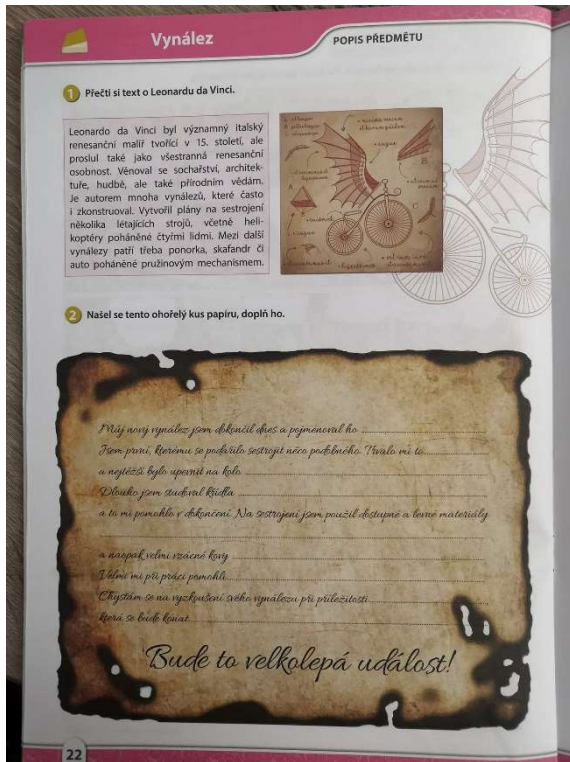 Vynález
POPIS PŘEDMĚTU
1 Přečti si text o Leonardu da Vinci.
Leonardo da Vinci byl významný italský
renesanční malíř tvořící v 15. století, ale
proslul také jako všestranná renesanční
osobnost. Věnoval se sochařství, architek-
tuře, hudbě, ale také přírodním vědám.
Je autorem mnoha vynálezů, které často
i zkonstruoval. Vytvořil plány na sestrojení
několika létajících strojů, včetně heli-
koptéry poháněné čtyřmi lidmi. Mezi další
vynálezy patří třeba ponorka, skafandr či
auto poháněné pružinovým mechanismem.
A
B
C
2 Našel se tento ohořelý kus papíru, doplň ho.
Můj nový vynález jsem dokončil dnes a pojmenoval ho
Jsem první, kterému se podařilo sestrojit něco podobného. Trvalo mi to
a nejtěžší bylo upevnit na kolo
Dlouho jsem studoval křídla
a to mi pomohlo v dokončení. Na sestrojení jsem použil dostupné a levné materiály
a naopak velmi vzácné kovy
Velmi mi při práci pomohli
Chystám se na vyzkoušení svého vynálezu při příležitosti
která se bude konat
Bude to velkolepá událost!
22